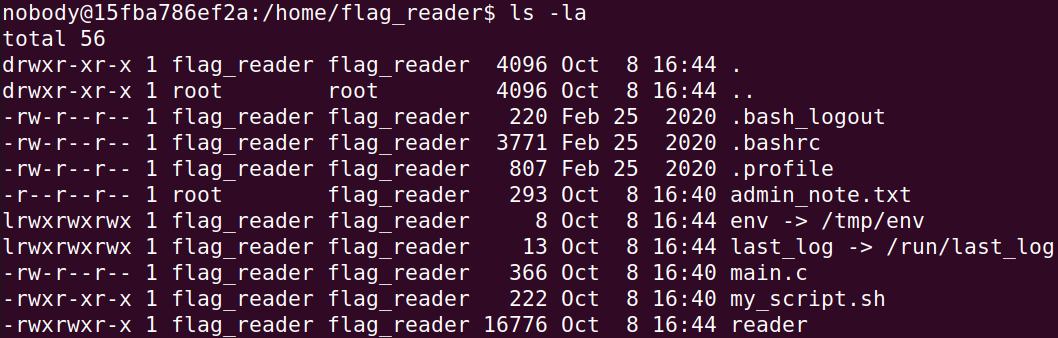 nobody@15fba786ef2a:/home/flag_reader$ ls -la
total 56
drwxr-xr-x 1 flag_reader flag_reader  4096 Oct  8 16:44 .
drwxr-xr-x 1 root        root         4096 Oct  8 16:44 ..
-rw-r--r-- 1 flag_reader flag_reader   220 Feb 25  2020 .bash_logout
-rw-r--r-- 1 flag_reader flag_reader  3771 Feb 25  2020 .bashrc
-rw-r--r-- 1 flag_reader flag_reader   807 Feb 25  2020 .profile
-r--r--r-- 1 root        flag_reader   293 Oct  8 16:40 admin_note.txt
lrwxrwxrwx 1 flag_reader flag_reader     8 Oct  8 16:44 env -> /tmp/env
lrwxrwxrwx 1 flag_reader flag_reader    13 Oct  8 16:44 last_log -> /run/last_log
-rw-r--r-- 1 flag_reader flag_reader   366 Oct  8 16:40 main.c
-rwxr-xr-x 1 flag_reader flag_reader   222 Oct  8 16:40 my_script.sh
-rwxrwxr-x 1 flag_reader flag_reader 16776 Oct  8 16:44 reader